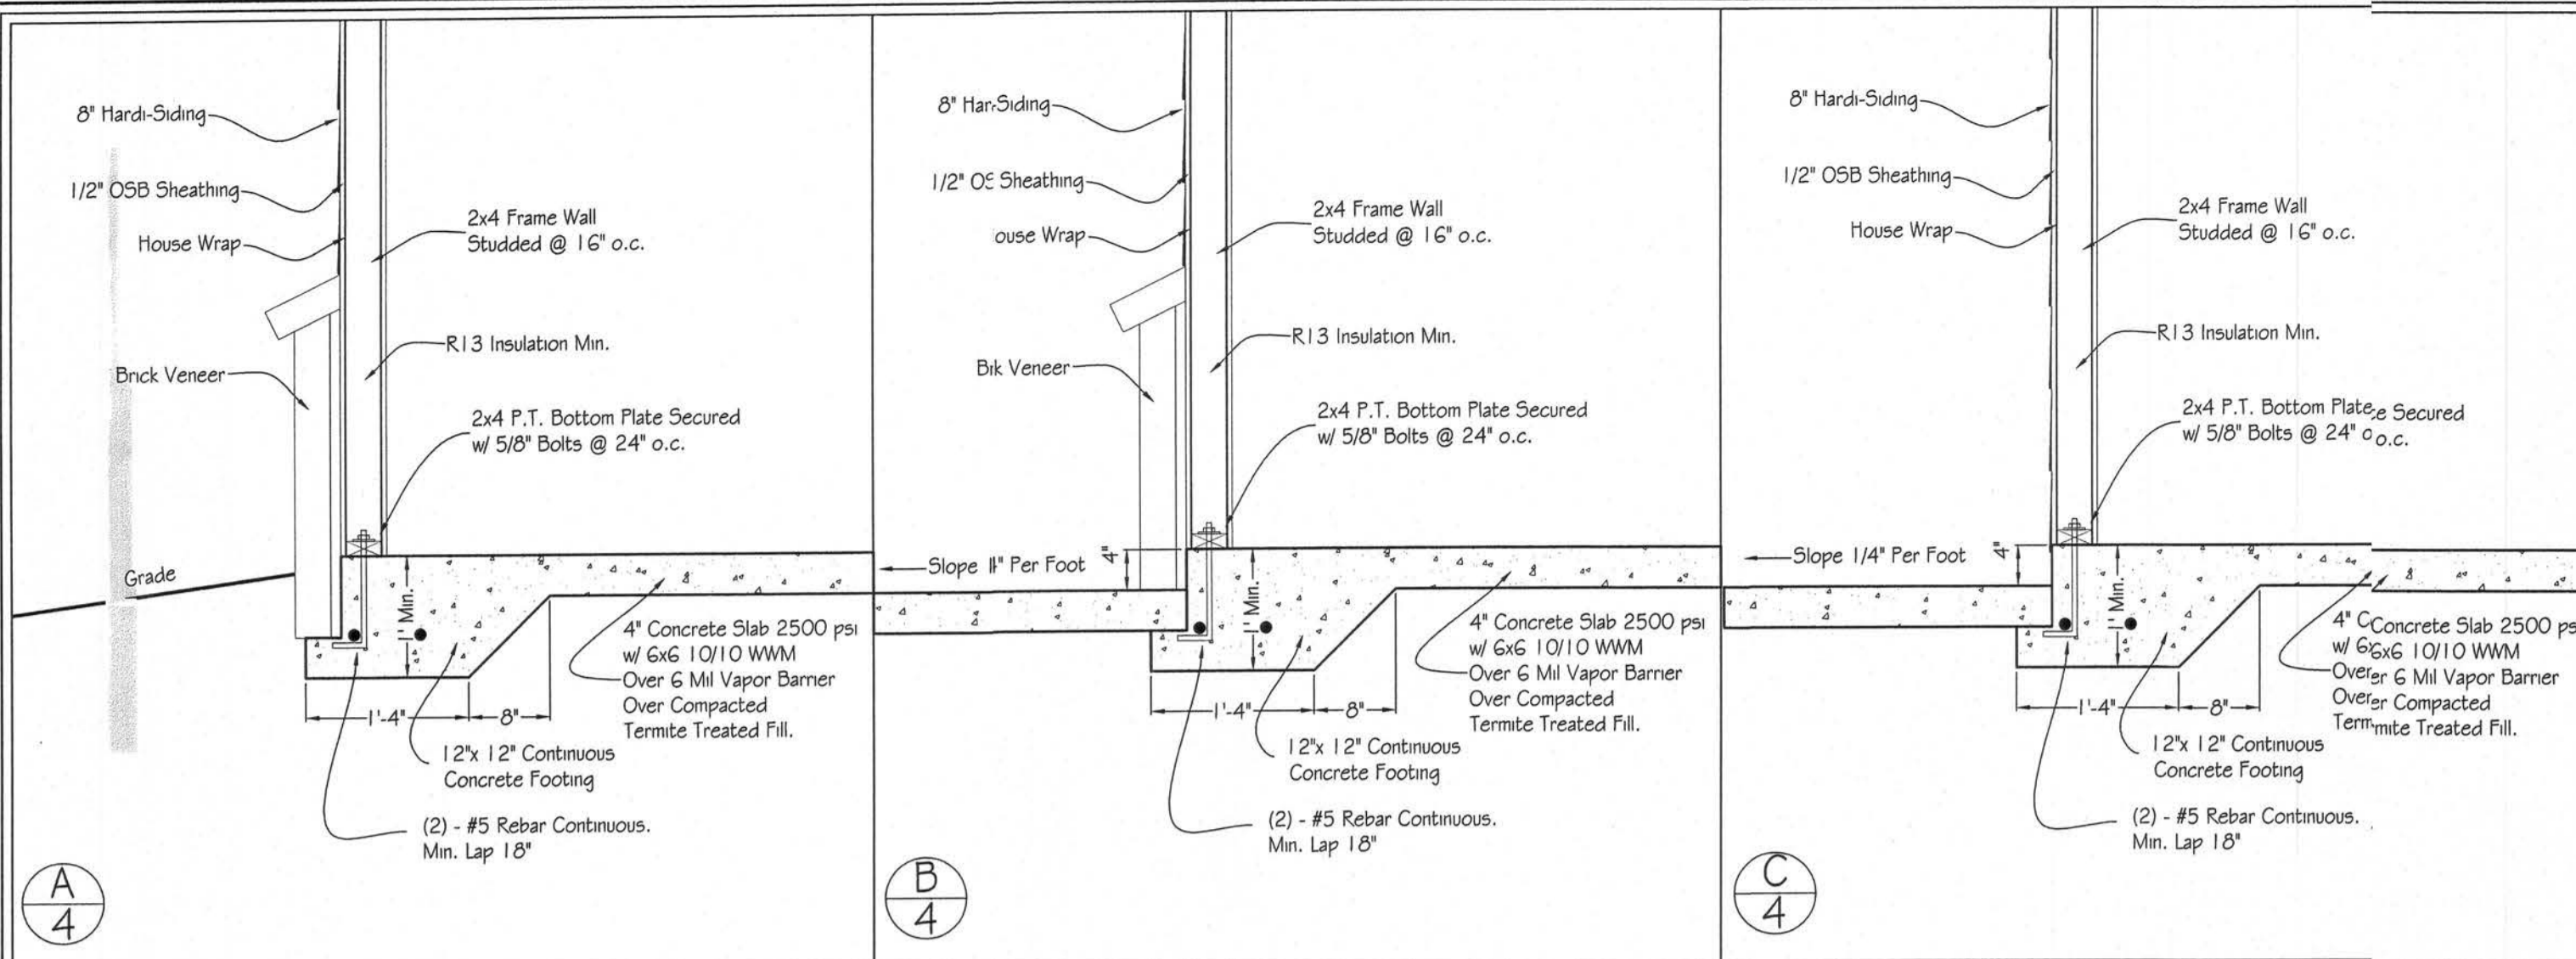 8" Hardi-Siding
1/2" OSB Sheathing
House Wrap
2x4 Frame Wall
Studded @ 16" o.c.
R13 Insulation Min.
Brick Veneer
2x4 P.T. Bottom Plate Secured
w/ 5/8" Bolts @ 24" o.c.
Grade
1' Min.
4" Concrete Slab 2500 psi
w/ 6x6 10/10 WWM
Over 6 Mil Vapor Barrier
Over Compacted
Termite Treated Fill.
1'-4"
8"
12"x 12" Continuous
Concrete Footing
(2) - #5 Rebar Continuous.
Min. Lap 18"
A
4
8" Har-Siding
1/2" OS Sheathing
ouse Wrap
2x4 Frame Wall
Studded @ 16" o.c.
R13 Insulation Min.
Bik Veneer
2x4 P.T. Bottom Plate Secured
w/ 5/8" Bolts @ 24" o.c.
Slope Per Foot
4"
1' Min.
4" Concrete Slab 2500 psi
w/ 6x6 10/10 WWM
Over 6 Mil Vapor Barrier
Over Compacted
Termite Treated Fill.
1'-4"
8"
12"x 12" Continuous
Concrete Footing
(2) - #5 Rebar Continuous.
Min. Lap 18"
B
4
8" Hardi-Siding
1/2" OSB Sheathing
House Wrap
2x4 Frame Wall
Studded @ 16" o.c.
R13 Insulation Min.
2x4 P.T. Bottom Plate Secured
w/ 5/8" Bolts @ 24" o.c.
Slope 1/4" Per Foot
4"
1' Min.
4" Concrete Slab 2500 ps
w/ 6x6 10/10 WWM
Over 6 Mil Vapor Barrier
Over Compacted
Termite Treated Fill.
1'-4"
8"
12"x 12" Continuous
Concrete Footing
(2) - #5 Rebar Continuous.
Min. Lap 18"
C
4